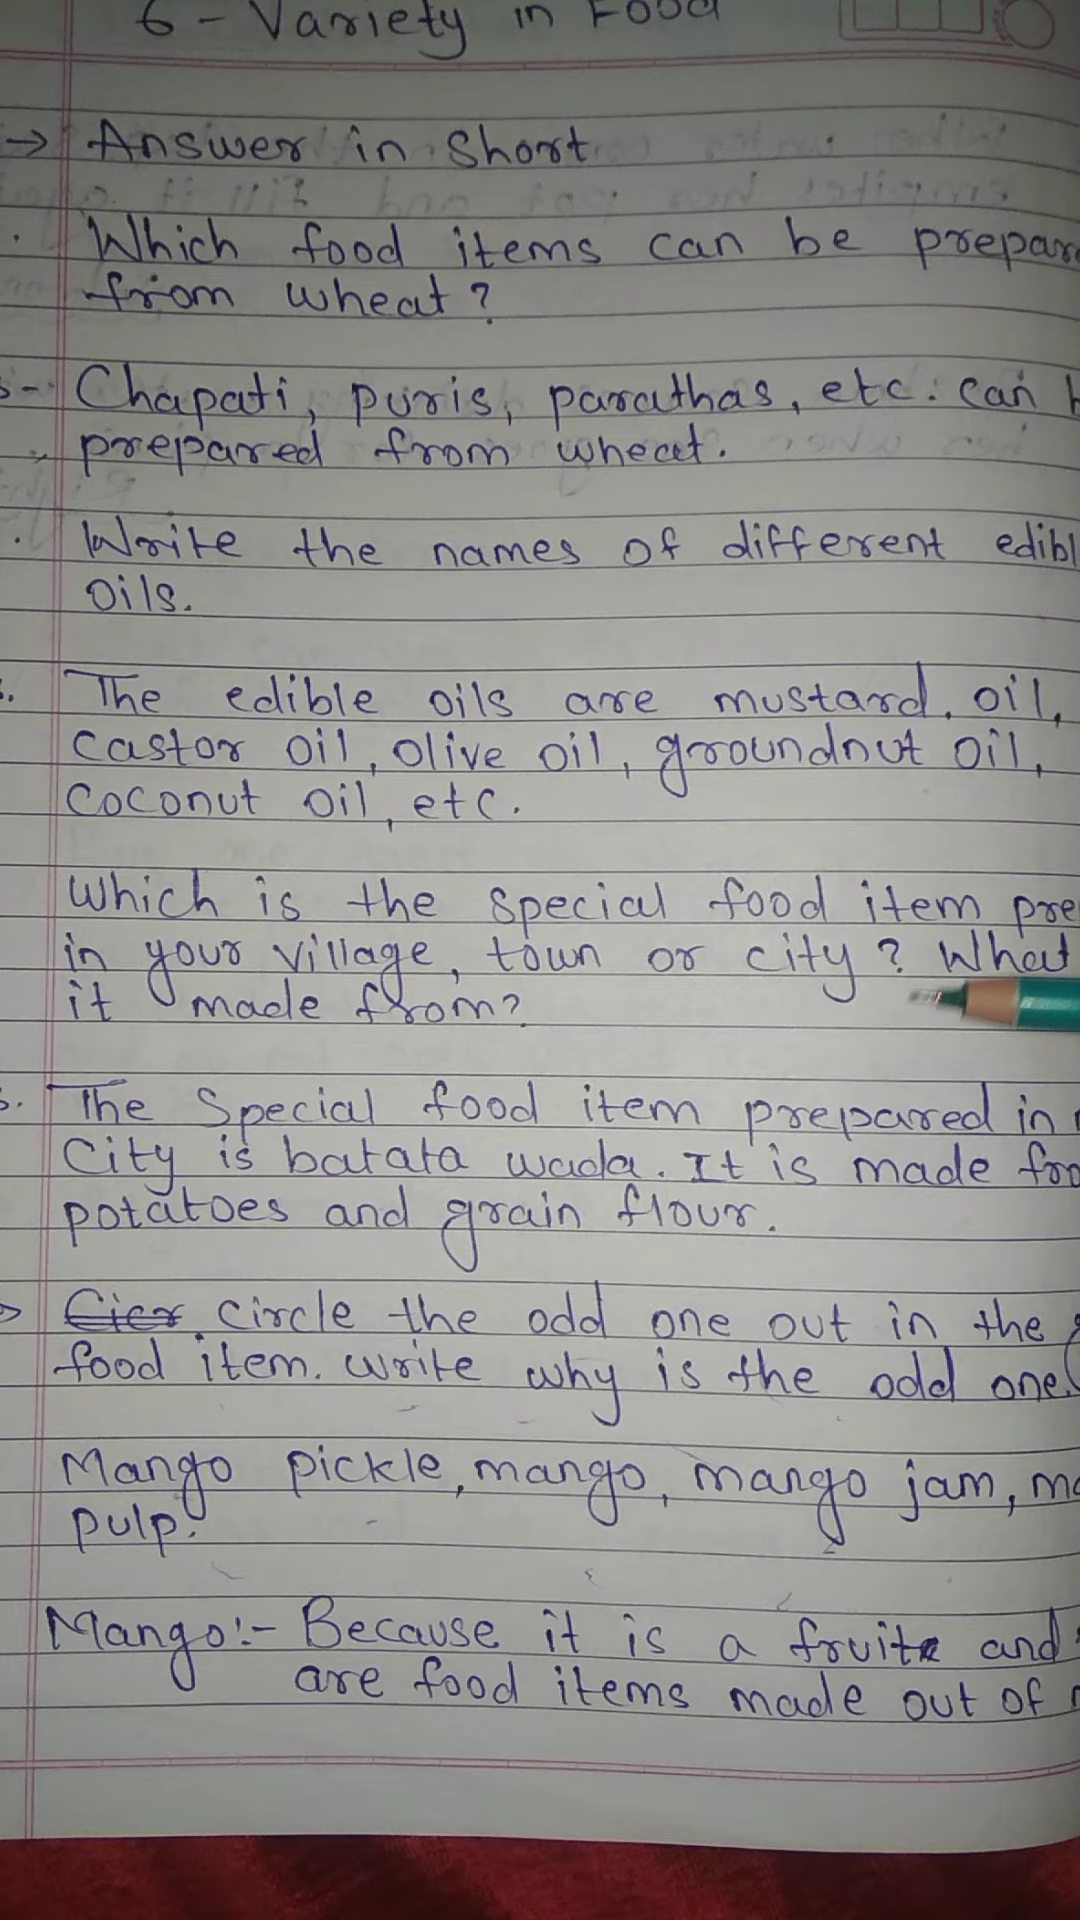 6 - Variety in Food
→ Answer in Short
Which food items can be prepar
from wheat?
Chapati, puris, parathas, etc. can b
prepared from wheat.
Write the names of different edibl
Oils.
The edible oils are mustard oil,
castor oil, olive oil, groundnut oil,
coconut oil, etc.
Which is the special food item pre
in your village, town or city? What
it made from?
The special food item prepared in
City is batata wada. It is made fro
potatoes and grain flour.
Circle the odd one out in the
food item. write why is the odd one
Mango pickle, mango, mango jam, ma
pulp.
Mango:- Because it is a fruit and
are food items made out of